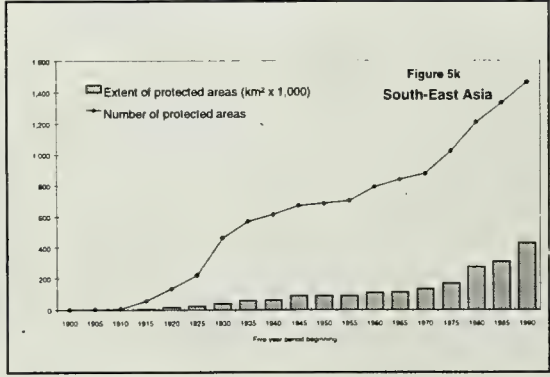 1 600
Figure 5k
South-East Asia
Extent of protected areas (km² x 1,000)
Number of protected areas
1,400
1,200
1 000
800
600
400
200
0
1900 1905 1910 1915 1920 1925 1930 1935 1940 1945 1950 1955 1960 1965 1970 1975 1980 1985 1990
Five year period beginning